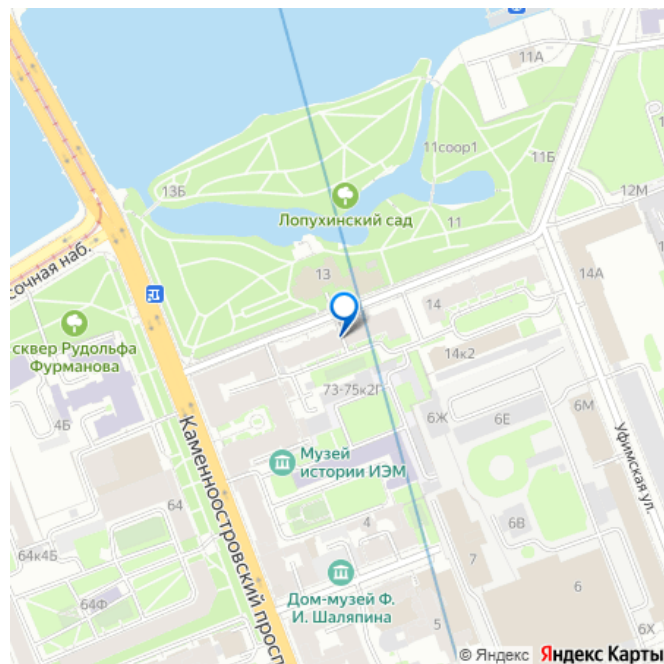 11А
11соор1
11Б
13Б
12М
Лопухинский сад
11
сочная наб.
13
14А
14
сквер Рудольфа
Фурманова
14к2
73-75к2Г
4Б
6Ж
6Е
6М
Каменноостровский просп
Музей
истории ИЭМ
Уфимская ул.
64
4
6В
64к4Б
7
6
64Ф
Дом-музей Ф.
И. Шаляпина
5
6Х
© Яндекс Яндекс Карты